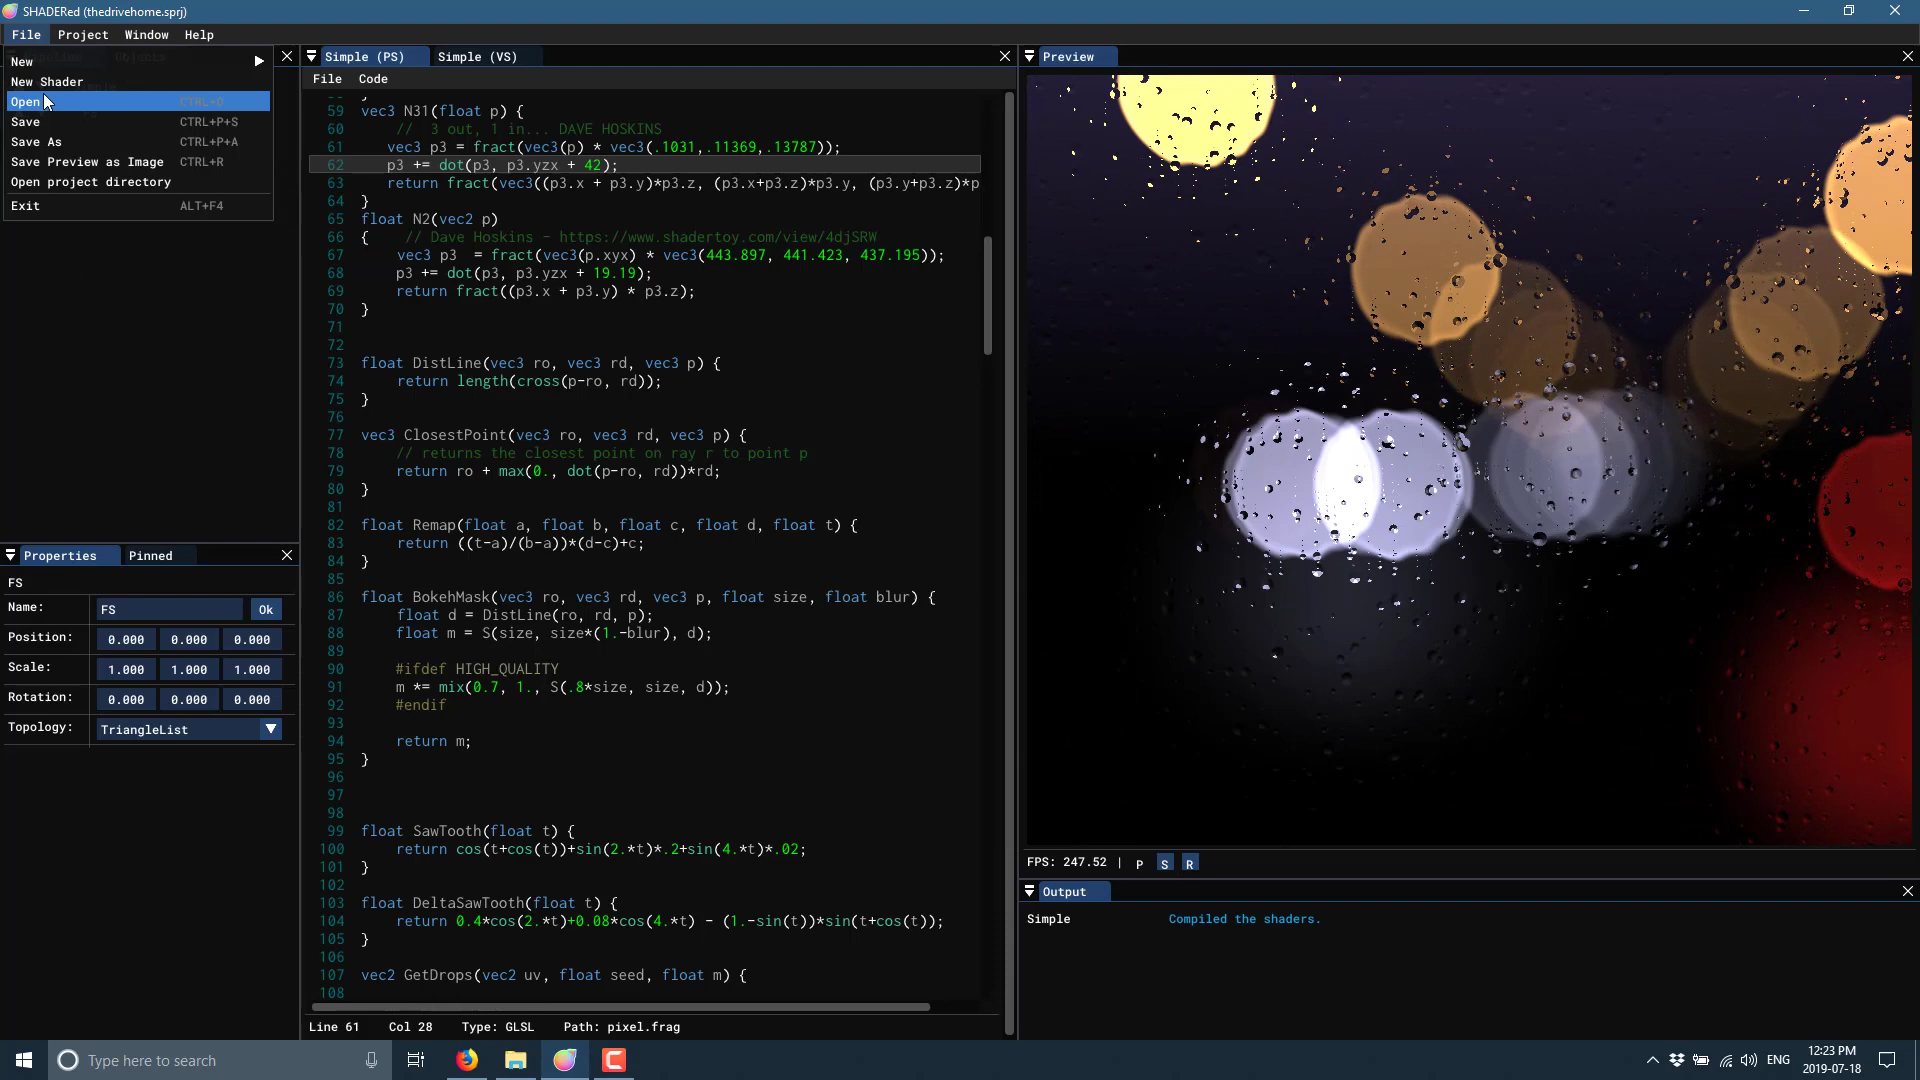 SHADERed (thedrivehome.sprj)
File Project Window Help
New
New Shader
Open CTRL+O
Save CTRL+P+S
Save As CTRL+P+A
Save Preview as Image CTRL+R
Open project directory
Exit ALT+F4
Objects
Properties Pinned
FS
Name: FS Ok
Position: 0.000 0.000 0.000
Scale: 1.000 1.000 1.000
Rotation: 0.000 0.000 0.000
Topology: TriangleList
Simple (PS) Simple (VS)
File Code
59 vec3 N31(float p) {
60 //  3 out, 1 in... DAVE HOSKINS
61 vec3 p3 = fract(vec3(p) * vec3(.1031,.11369,.13787));
62 p3 += dot(p3, p3.yzx + 42);
63 return fract(vec3((p3.x + p3.y)*p3.z, (p3.x+p3.z)*p3.y, (p3.y+p3.z)*p
64 }
65 float N2(vec2 p)
66 { // Dave Hoskins - https://www.shadertoy.com/view/4djSRW
67 vec3 p3  = fract(vec3(p.xyx) * vec3(443.897, 441.423, 437.195));
68 p3 += dot(p3, p3.yzx + 19.19);
69 return fract((p3.x + p3.y) * p3.z);
70 }
71
72
73 float DistLine(vec3 ro, vec3 rd, vec3 p) {
74 return length(cross(p-ro, rd));
75 }
76
77 vec3 ClosestPoint(vec3 ro, vec3 rd, vec3 p) {
78 // returns the closest point on ray r to point p
79 return ro + max(0., dot(p-ro, rd))*rd;
80 }
81
82 float Remap(float a, float b, float c, float d, float t) {
83 return ((t-a)/(b-a))*(d-c)+c;
84 }
85
86 float BokehMask(vec3 ro, vec3 rd, vec3 p, float size, float blur) {
87 float d = DistLine(ro, rd, p);
88 float m = S(size, size*(1.-blur), d);
89
90 #ifdef HIGH_QUALITY
91 m *= mix(0.7, 1., S(.8*size, size, d));
92 #endif
93
94 return m;
95 }
96
97
98
99 float SawTooth(float t) {
100 return cos(t+cos(t))+sin(2.*t)*.2+sin(4.*t)*.02;
101 }
102
103 float DeltaSawTooth(float t) {
104 return 0.4*cos(2.*t)+0.08*cos(4.*t) - (1.-sin(t))*sin(t+cos(t));
105 }
106
107 vec2 GetDrops(vec2 uv, float seed, float m) {
108
Line 61 Col 28 Type: GLSL Path: pixel.frag
Preview
FPS: 247.52 | P S R
Output
Simple Compiled the shaders.
Type here to search
ENG
12:23 PM
2019-07-18